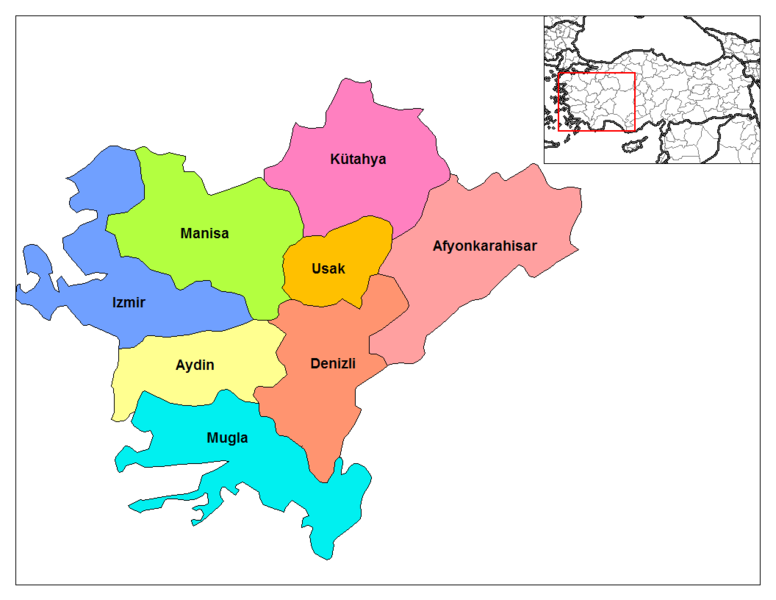 Kütahya
Manisa
Afyonkarahisar
Usak
Izmir
Aydin
Denizli
Mugla